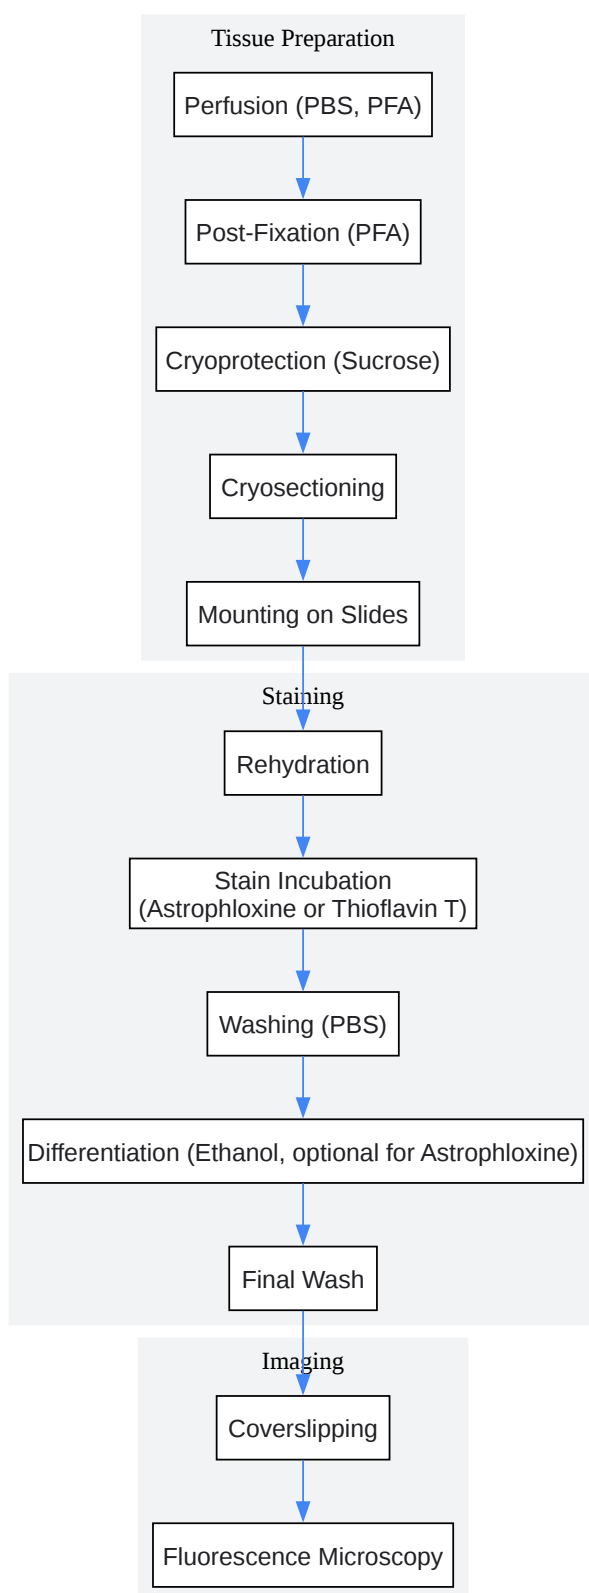 Tissue Preparation
Perfusion (PBS, PFA)
Post-Fixation (PFA)
Cryoprotection (Sucrose)
Cryosectioning
Mounting on Slides
Staining
Rehydration
Stain Incubation
(Astrophloxine or Thioflavin T)
Washing (PBS)
Differentiation (Ethanol, optional for Astrophloxine)
Final Wash
Imaging
Coverslipping
Fluorescence Microscopy